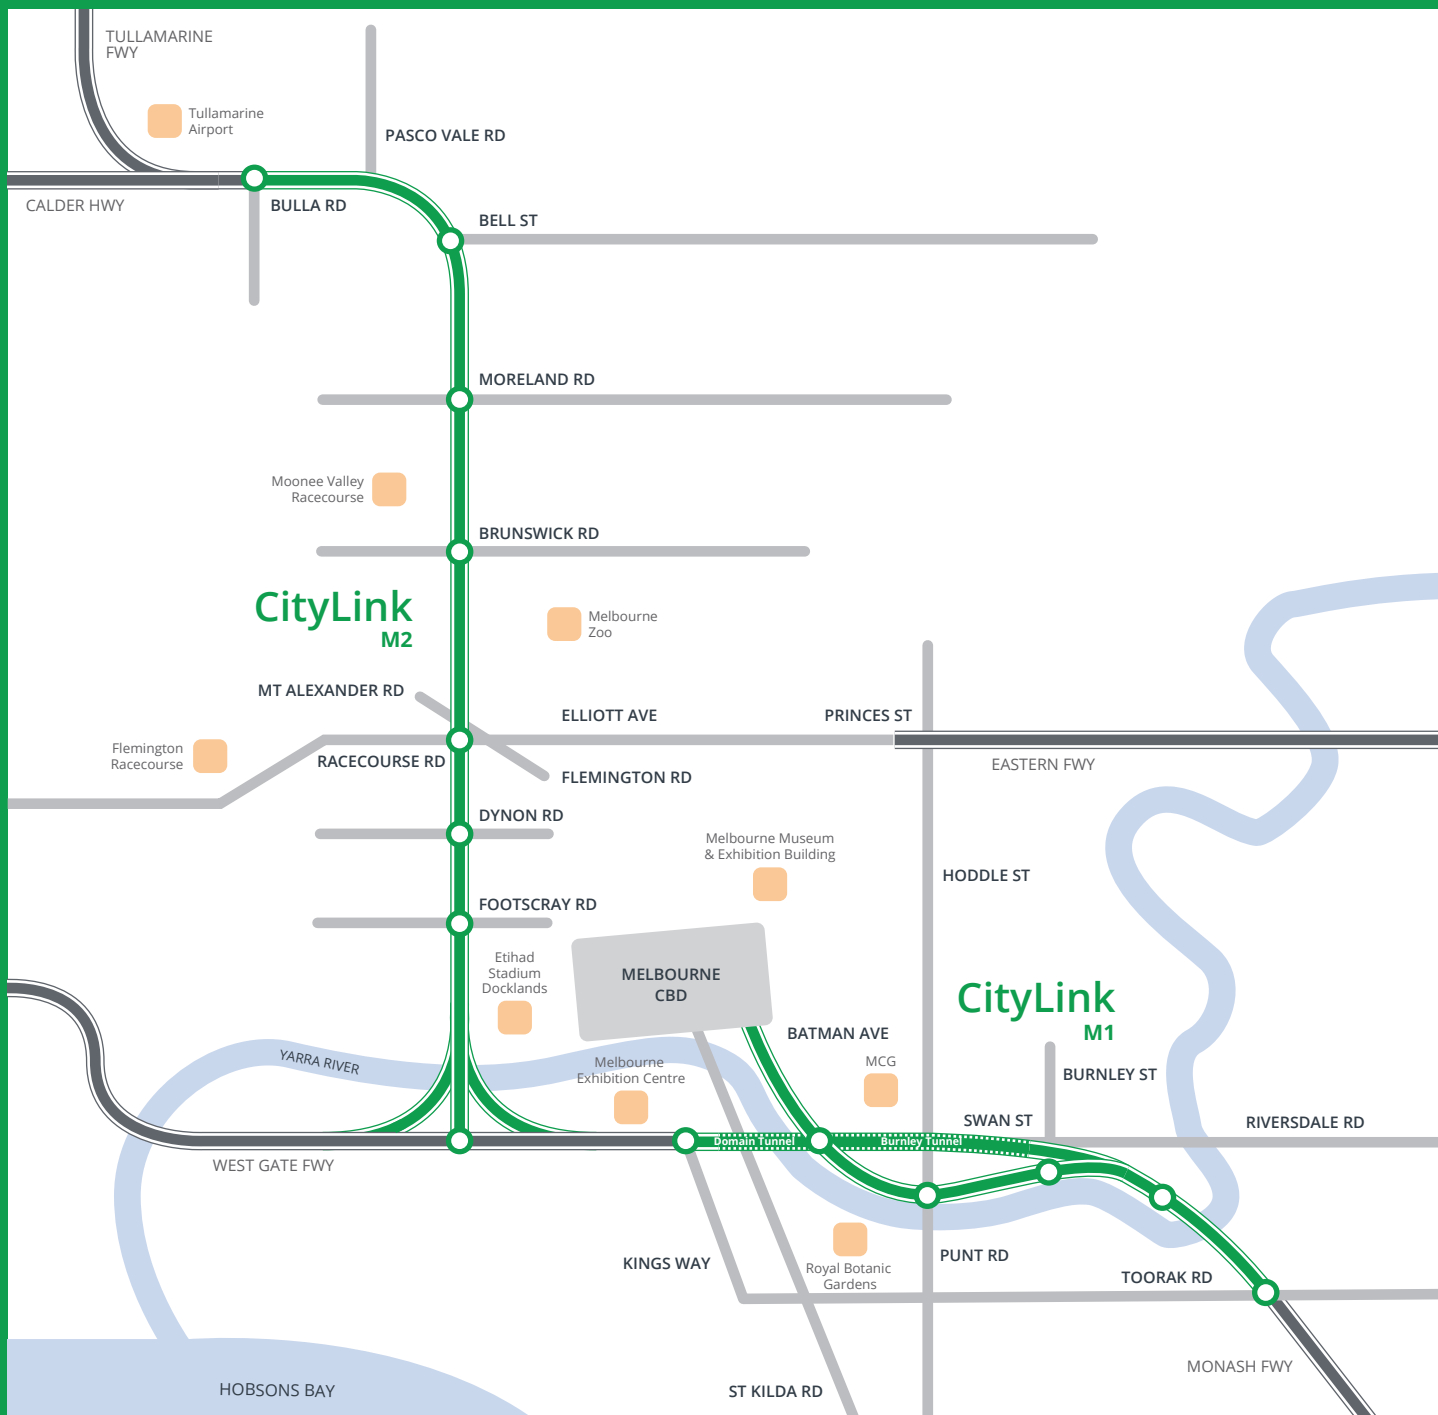 TULLAMARINE
FWY
Tullamarine
Airport
PASCO VALE RD
CALDER HWY
BULLA RD
BELL ST
MORELAND RD
Moonee Valley
Racecourse
BRUNSWICK RD
CityLink
M2
Melbourne
Zoo
MT ALEXANDER RD
ELLIOTT AVE
PRINCES ST
Flemington
Racecourse
RACECOURSE RD
FLEMINGTON RD
EASTERN FWY
DYNON RD
Melbourne Museum
& Exhibition Building
HODDLE ST
FOOTSCRAY RD
Etihad
Stadium
Docklands
MELBOURNE
CBD
CityLink
M1
BATMAN AVE
YARRA RIVER
Melbourne
Exhibition Centre
MCG
BURNLEY ST
SWAN ST
RIVERSDALE RD
Domain Tunnel
Burnley Tunnel
WEST GATE FWY
KINGS WAY
Royal Botanic
Gardens
PUNT RD
TOORAK RD
MONASH FWY
HOBSONS BAY
ST KILDA RD